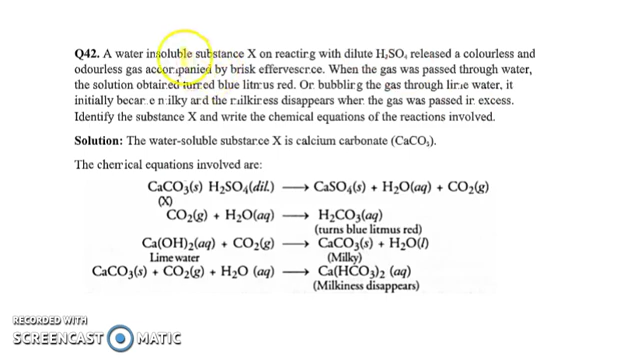 Q42. A water insoluble substance X on reacting with dilute H₂SO₄ released a colourless and
odourless gas accompanied by brisk effervescence. When the gas was passed through water,
the solution obtained turned blue litmus red. On bubbling the gas through lime water, it
initially became milky and the milkiness disappears when the gas was passed in excess.
Identify the substance X and write the chemical equations of the reactions involved.
Solution: The water-soluble substance X is calcium carbonate (CaCO₃).
The chemical equations involved are:
CaCO₃(s) H₂SO₄(dil.) ⟶ CaSO₄(s) + H₂O(aq) + CO₂(g)
(X)
CO₂(g) + H₂O(aq) ⟶ H₂CO₃(aq)
(turns blue litmus red)
Ca(OH)₂(aq) + CO₂(g) ⟶ CaCO₃(s) + H₂O(l)
Lime water (Milky)
CaCO₃(s) + CO₂(g) + H₂O (aq) ⟶ Ca(HCO₃)₂ (aq)
(Milkiness disappears)
RECORDED WITH
SCREENCAST MATIC